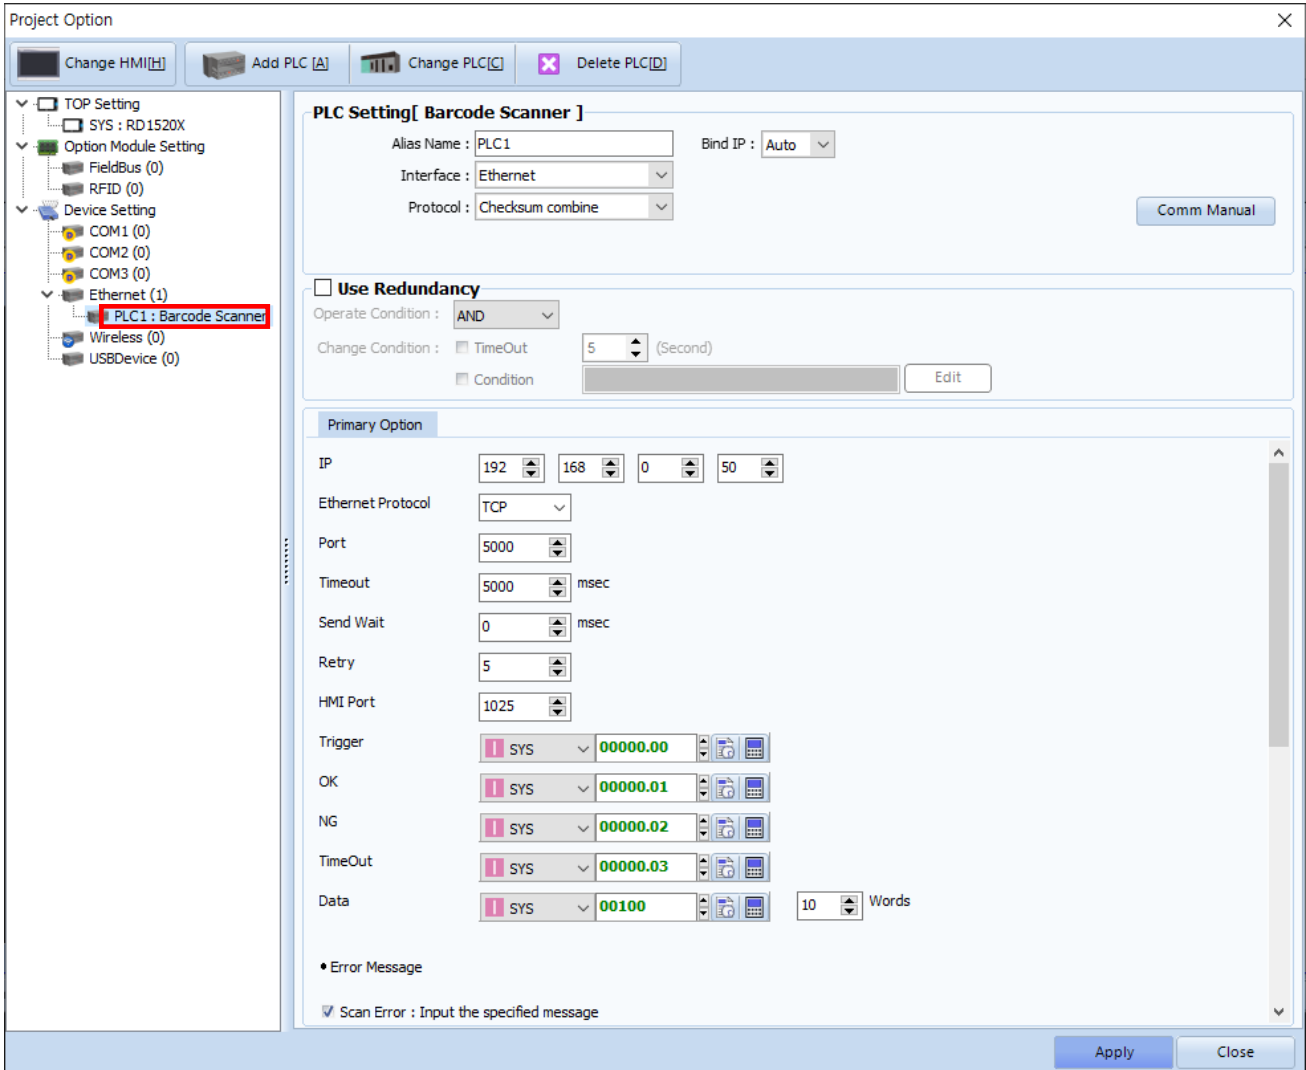 Project Option
Change HMI[H]
Add PLC [A]
Change PLC[C]
Delete PLC[D]
TOP Setting
SYS : RD1520X
Option Module Setting
FieldBus (0)
RFID (0)
Device Setting
COM1 (0)
COM2 (0)
COM3 (0)
Ethernet (1)
PLC1 : Barcode Scanner
Wireless (0)
USBDevice (0)
PLC Setting[ Barcode Scanner ]
Alias Name : PLC1 Bind IP : Auto
Interface : Ethernet
Protocol : Checksum combine
Comm Manual
Use Redundancy
Operate Condition : AND
Change Condition : TimeOut 5 (Second)
Condition Edit
Primary Option
IP 192 168 0 50
Ethernet Protocol TCP
Port 5000
Timeout 5000 msec
Send Wait 0 msec
Retry 5
HMI Port 1025
Trigger SYS 00000.00
OK SYS 00000.01
NG SYS 00000.02
TimeOut SYS 00000.03
Data SYS 00100 10 Words
• Error Message
Scan Error : Input the specified message
Apply Close